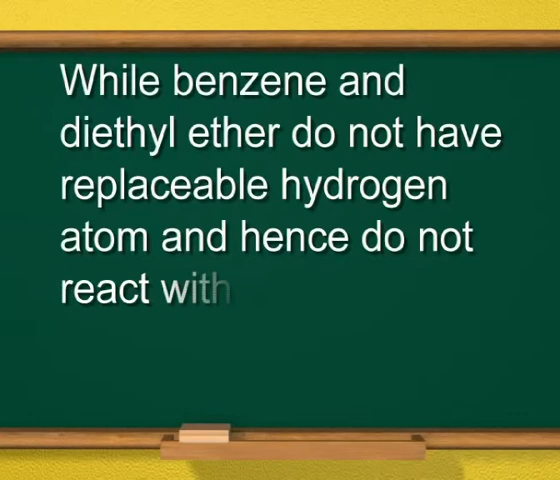 While benzene and
diethyl ether do not have
replaceable hydrogen
atom and hence do not
react with